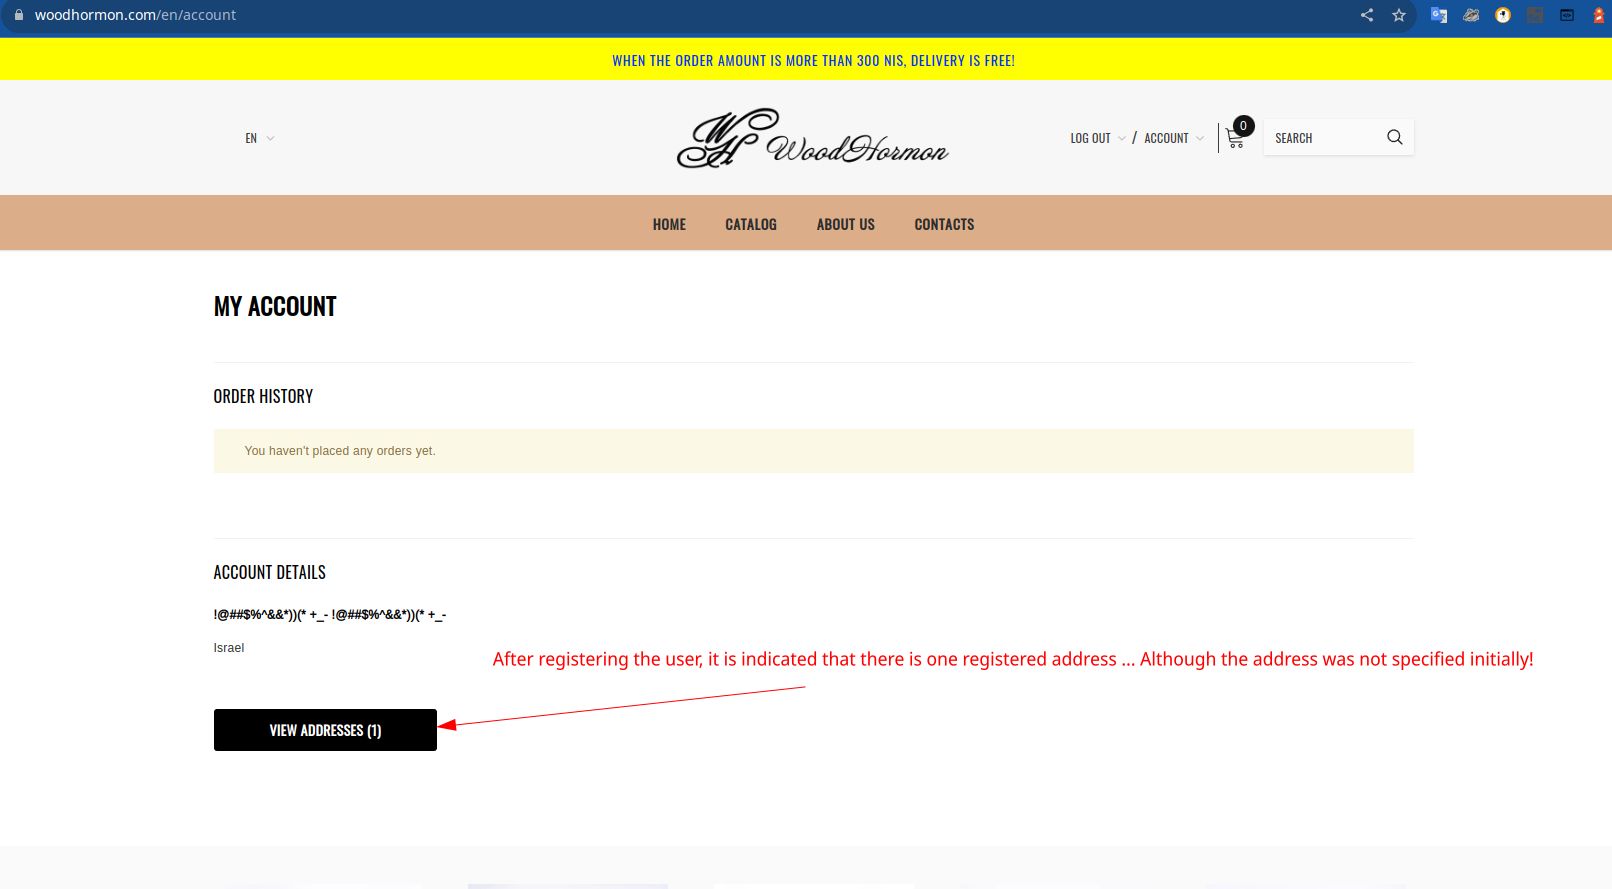 woodhormon.com/en/account
WHEN THE ORDER AMOUNT IS MORE THAN 300 NIS, DELIVERY IS FREE!
EN
WH WoodHormon
LOG OUT / ACCOUNT
0
SEARCH
HOME CATALOG ABOUT US CONTACTS
MY ACCOUNT
ORDER HISTORY
You haven't placed any orders yet.
ACCOUNT DETAILS
!@##$%^&&*))(* +_- !@##$%^&&*))(* +_-
Israel
After registering the user, it is indicated that there is one registered address ... Although the address was not specified initially!
VIEW ADDRESSES (1)